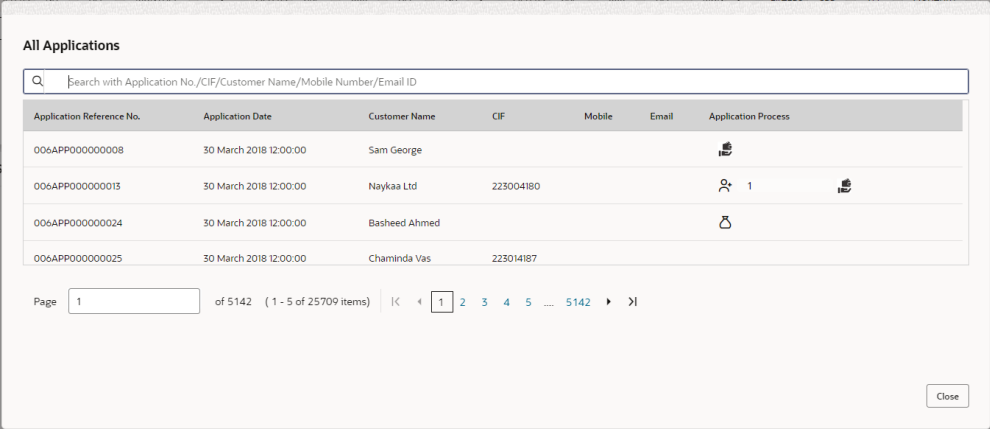 All Applications
Search with Application No./CIF/Customer Name/Mobile Number/Email ID
Application Reference No. Application Date Customer Name CIF Mobile Email Application Process
006APP000000008 30 March 2018 12:00:00 Sam George
006APP000000013 30 March 2018 12:00:00 Naykaa Ltd 223004180 1
006APP000000024 30 March 2018 12:00:00 Basheed Ahmed
006APP000000025 30 March 2018 12:00:00 Chaminda Vas 223014187
Page 1 of 5142 ( 1 - 5 of 25709 items) 1 2 3 4 5 .... 5142
Close